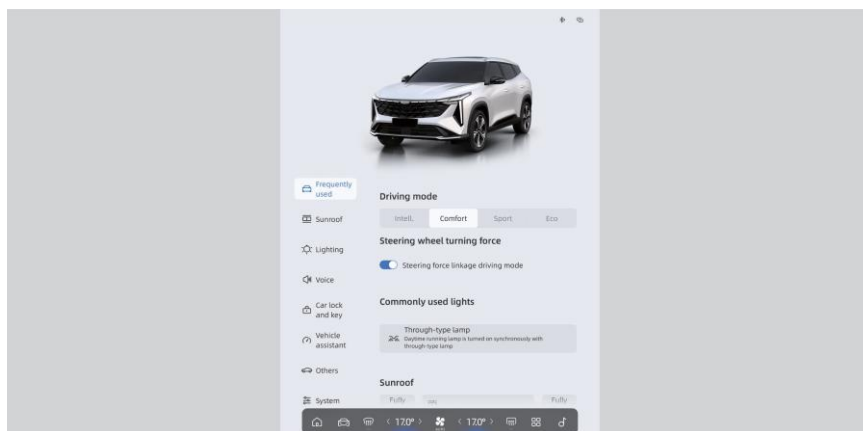 Frequently
used
Sunroof
Lighting
Voice
Car lock
and key
Vehicle
assistant
Others
System
Driving mode
Intell. Comfort Sport Eco
Steering wheel turning force
Steering force linkage driving mode
Commonly used lights
Through-type lamp
Daytime running lamp is turned on synchronously with
through-type lamp
Sunroof
Fully Fully
< 17.0° > < 17.0° >